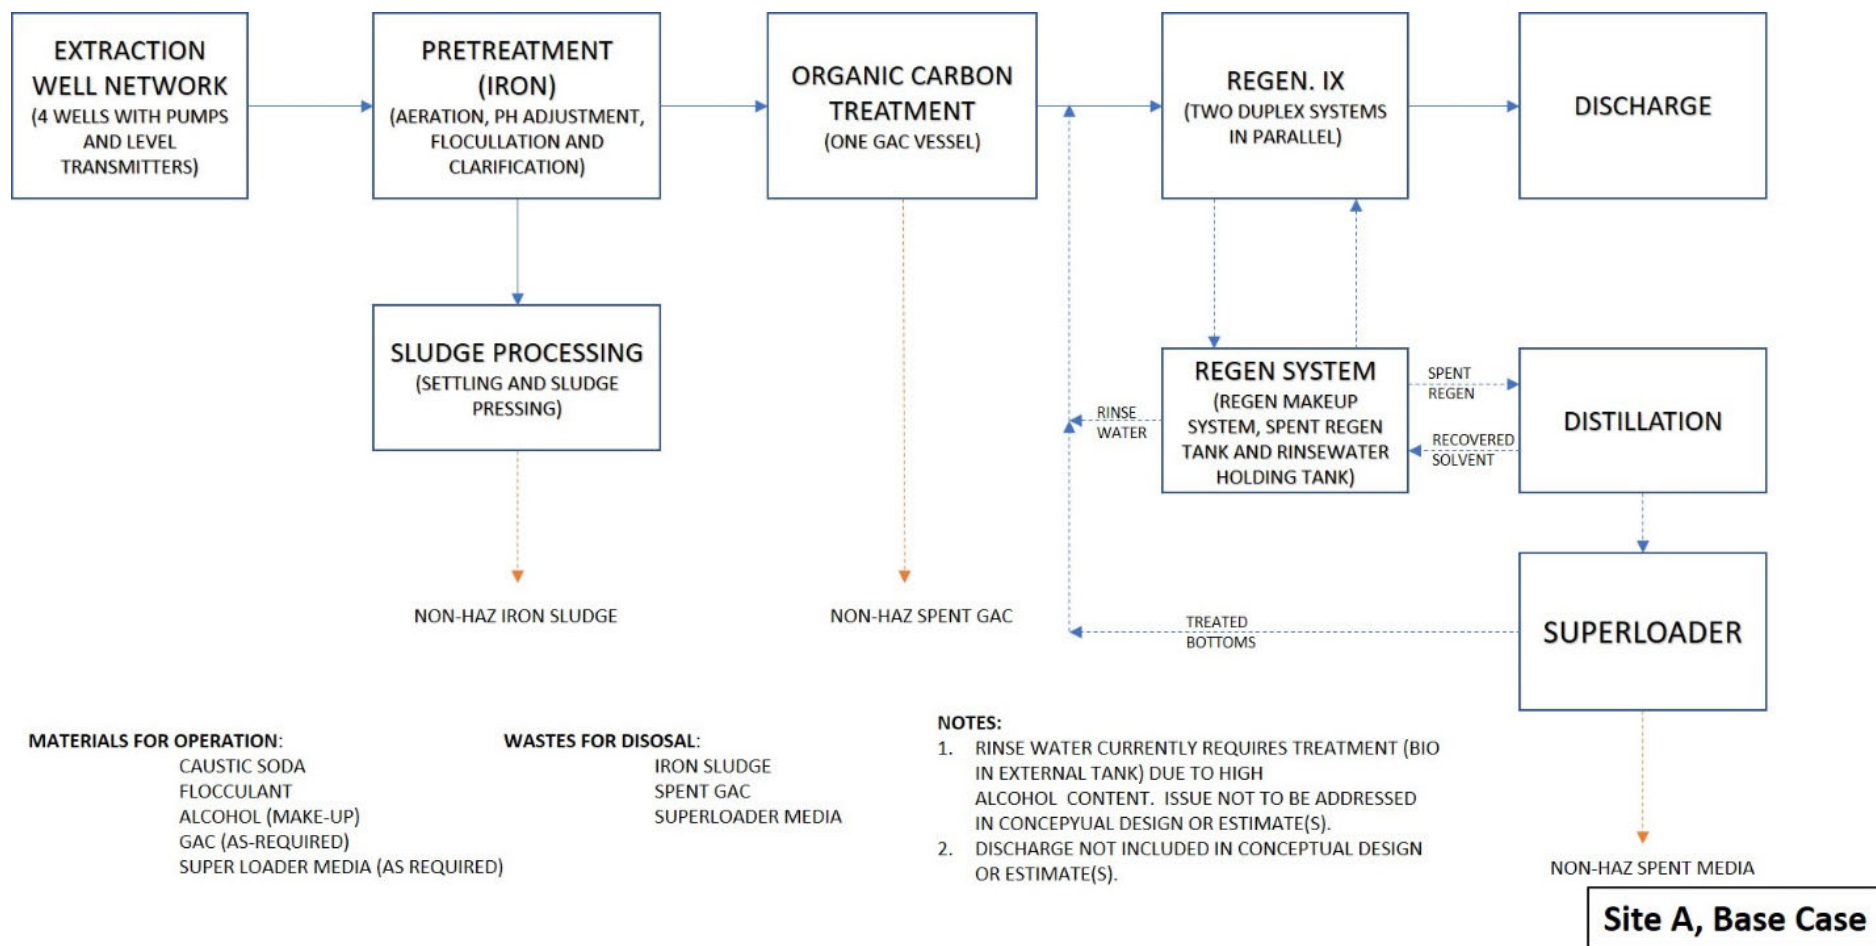 EXTRACTION
WELL NETWORK
(4 WELLS WITH PUMPS
AND LEVEL
TRANSMITTERS)
PRETREATMENT
(IRON)
(AERATION, PH ADJUSTMENT,
FLOCULLATION AND
CLARIFICATION)
ORGANIC CARBON
TREATMENT
(ONE GAC VESSEL)
REGEN. IX
(TWO DUPLEX SYSTEMS
IN PARALLEL)
DISCHARGE
SLUDGE PROCESSING
(SETTLING AND SLUDGE
PRESSING)
REGEN SYSTEM
(REGEN MAKEUP
SYSTEM, SPENT REGEN
TANK AND RINSEWATER
HOLDING TANK)
SPENT
REGEN
RECOVERED
SOLVENT
DISTILLATION
RINSE
WATER
NON-HAZ IRON SLUDGE
NON-HAZ SPENT GAC
TREATED
BOTTOMS
SUPERLOADER
MATERIALS FOR OPERATION:
CAUSTIC SODA
FLOCCULANT
ALCOHOL (MAKE-UP)
GAC (AS-REQUIRED)
SUPER LOADER MEDIA (AS REQUIRED)
WASTES FOR DISOSAL:
IRON SLUDGE
SPENT GAC
SUPERLOADER MEDIA
NOTES:
1. RINSE WATER CURRENTLY REQUIRES TREATMENT (BIO
IN EXTERNAL TANK) DUE TO HIGH
ALCOHOL CONTENT. ISSUE NOT TO BE ADDRESSED
IN CONCEPYUAL DESIGN OR ESTIMATE(S).
2. DISCHARGE NOT INCLUDED IN CONCEPTUAL DESIGN
OR ESTIMATE(S).
NON-HAZ SPENT MEDIA
Site A, Base Case